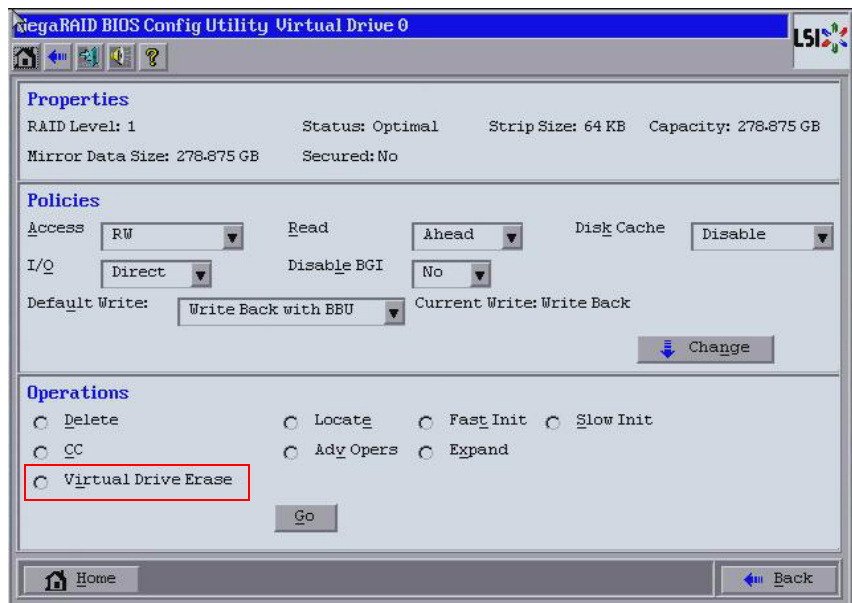 MegaRAID BIOS Config Utility Virtual Drive 0
LSI
Properties
RAID Level: 1 Status: Optimal Strip Size: 64 KB Capacity: 278.875 GB
Mirror Data Size: 278.875 GB Secured: No
Policies
Access RW Read Ahead Disk Cache Disable
I/O Direct Disable BGI No
Default Write: Write Back with BBU Current Write: Write Back
Change
Operations
Delete Locate Fast Init Slow Init
CC Adv Opers Expand
Virtual Drive Erase
Go
Home Back